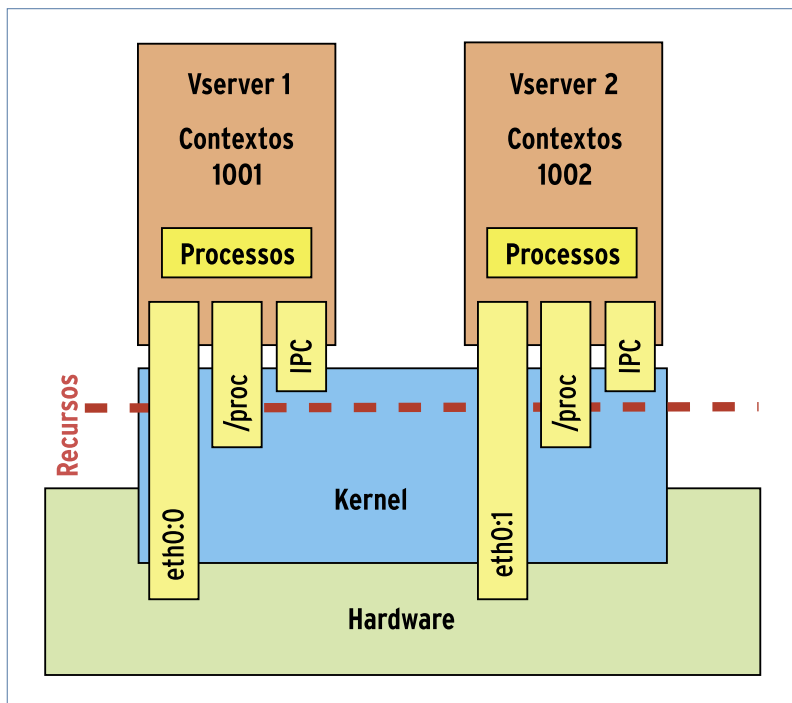 Vserver 1
Contextos
1001
Processos
eth0:0
/proc
IPC
Vserver 2
Contextos
1002
Processos
eth0:1
/proc
IPC
Recursos
Kernel
Hardware